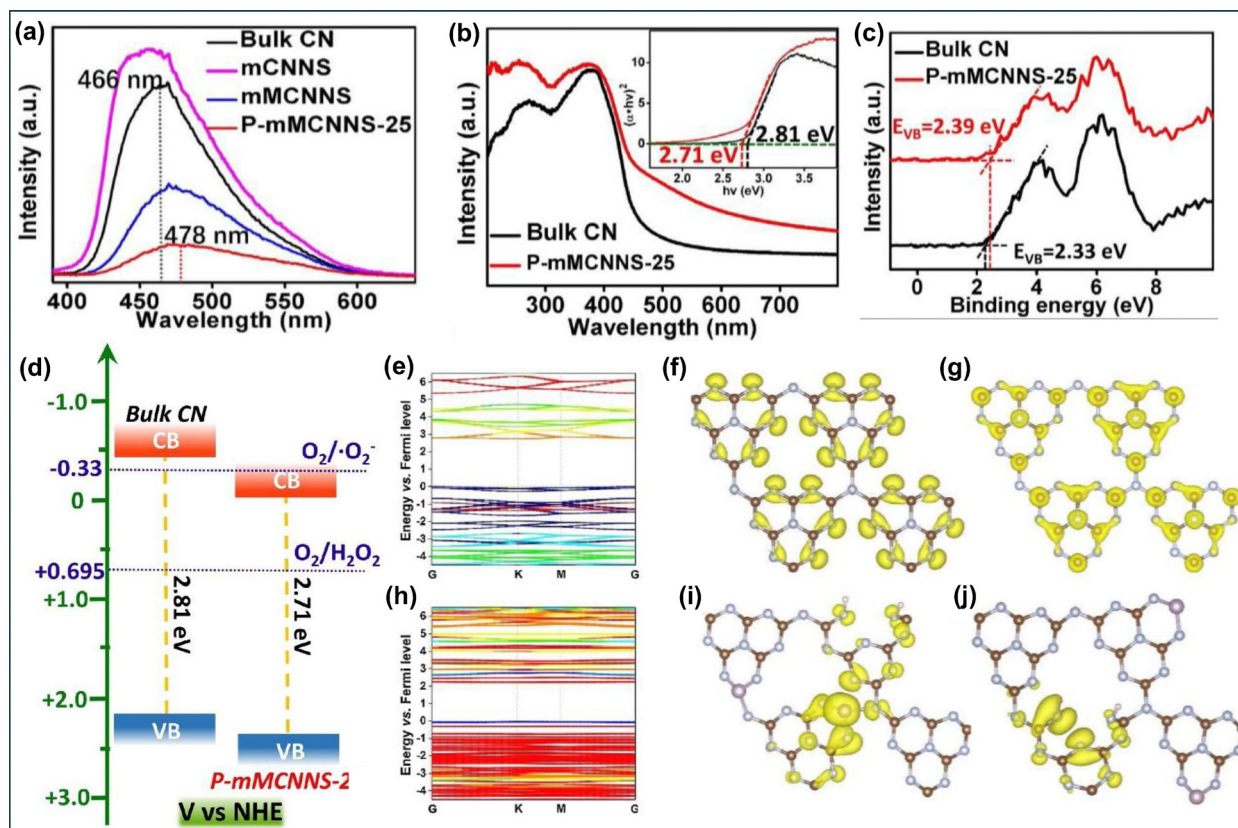 (a)
Bulk CN
mCNNS
mMCNNS
P-mMCNNS-25
466 nm
478 nm
Intensity (a.u.)
400 450 500 550 600
Wavelength (nm)
(b)
(α•hν)²
0
2.81 eV
2.71 eV
2.0 2.5 3.0 3.5
hν (eV)
Bulk CN
P-mMCNNS-25
Intensity (a.u.)
300 400 500 600 700
Wavelength (nm)
(c)
Bulk CN
P-mMCNNS-25
E_VB=2.39 eV
E_VB=2.33 eV
Intensity (a.u.)
0 2 4 6 8
Binding energy (eV)
(d)
-1.0
-0.33
0
+0.695
+1.0
+2.0
+3.0
Bulk CN
CB
O₂/·O₂⁻
CB
O₂/H₂O₂
2.81 eV
2.71 eV
VB
VB
P-mMCNNS-2
V vs NHE
(e)
Energy vs. Fermi level
6
5
4
3
2
1
0
-1
-2
-3
-4
G K M G
(f)
(g)
(h)
Energy vs. Fermi level
6
5
4
3
2
1
0
-1
-2
-3
-4
G K M G
(i)
(j)